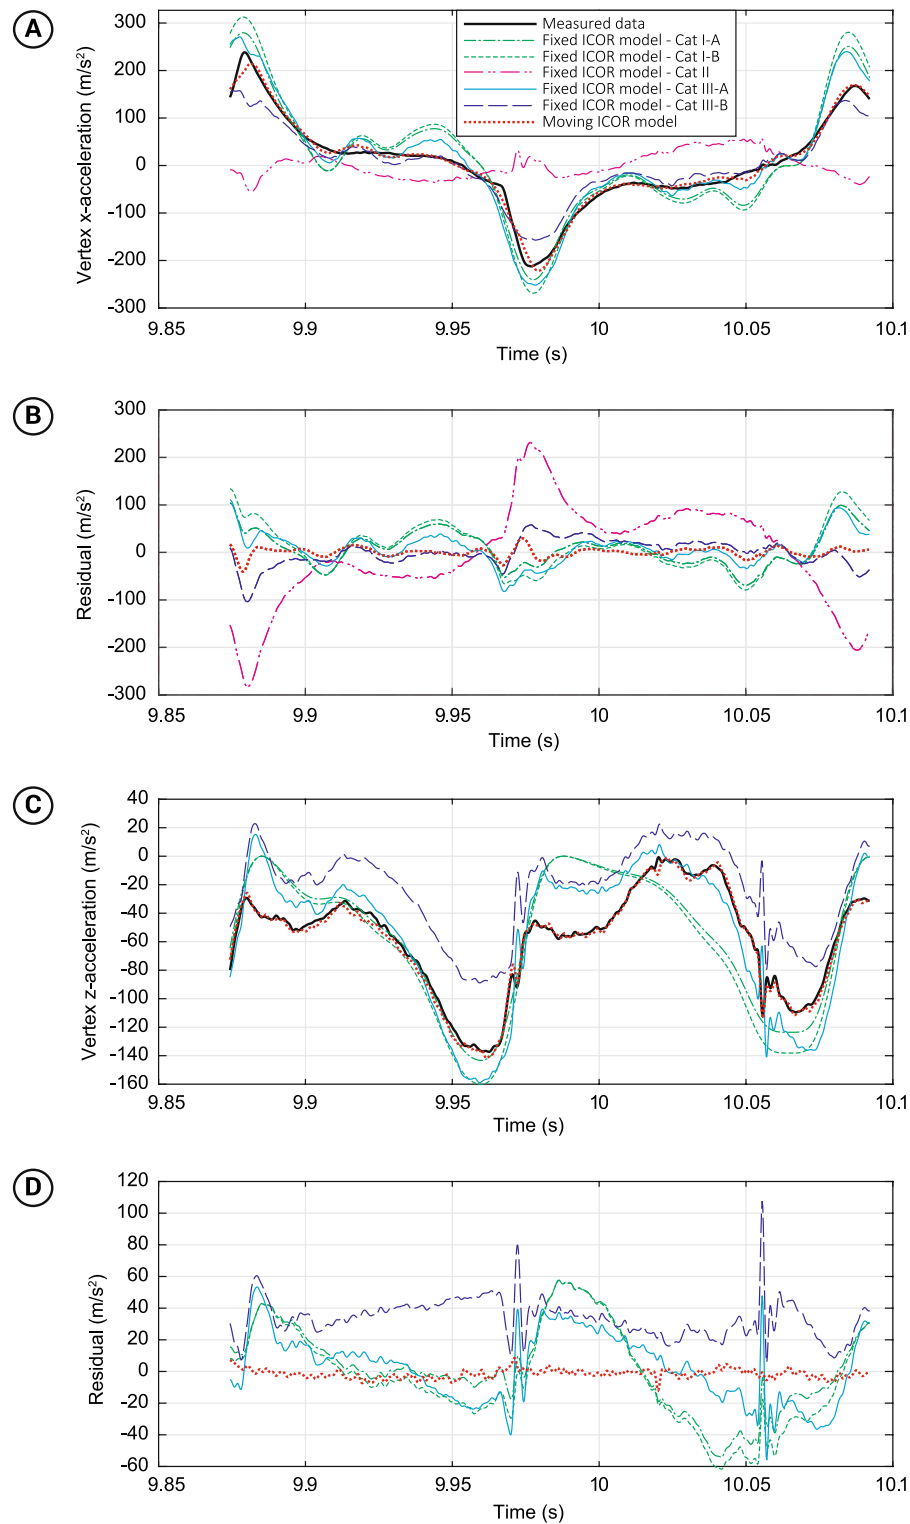 A
300
200
100
0
-100
-200
-300
Vertex x-acceleration (m/s²)
Measured data
Fixed ICOR model - Cat I-A
Fixed ICOR model - Cat I-B
Fixed ICOR model - Cat II
Fixed ICOR model - Cat III-A
Fixed ICOR model - Cat III-B
Moving ICOR model
9.85 9.9 9.95 10 10.05 10.1
Time (s)
B
300
200
100
0
-100
-200
-300
Residual (m/s²)
9.85 9.9 9.95 10 10.05 10.1
Time (s)
C
40
20
0
-20
-40
-60
-80
-100
-120
-140
-160
Vertex z-acceleration (m/s²)
9.85 9.9 9.95 10 10.05 10.1
Time (s)
D
120
100
80
60
40
20
0
-20
-40
-60
Residual (m/s²)
9.85 9.9 9.95 10 10.05 10.1
Time (s)